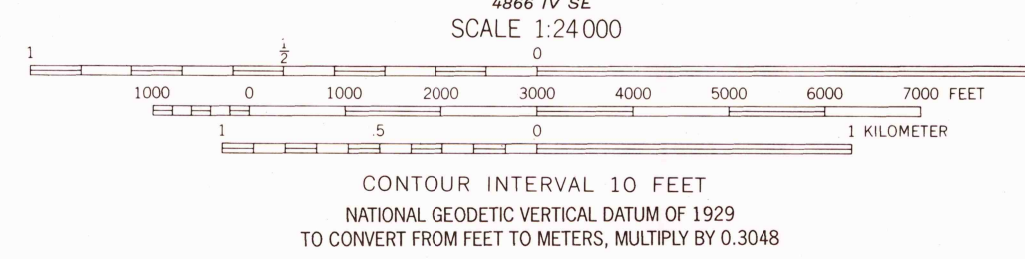 4866 IV SE
SCALE 1:24 000
1 1/2 0
1000 0 1000 2000 3000 4000 5000 6000 7000 FEET
1 .5 0 1 KILOMETER
CONTOUR INTERVAL 10 FEET
NATIONAL GEODETIC VERTICAL DATUM OF 1929
TO CONVERT FROM FEET TO METERS, MULTIPLY BY 0.3048